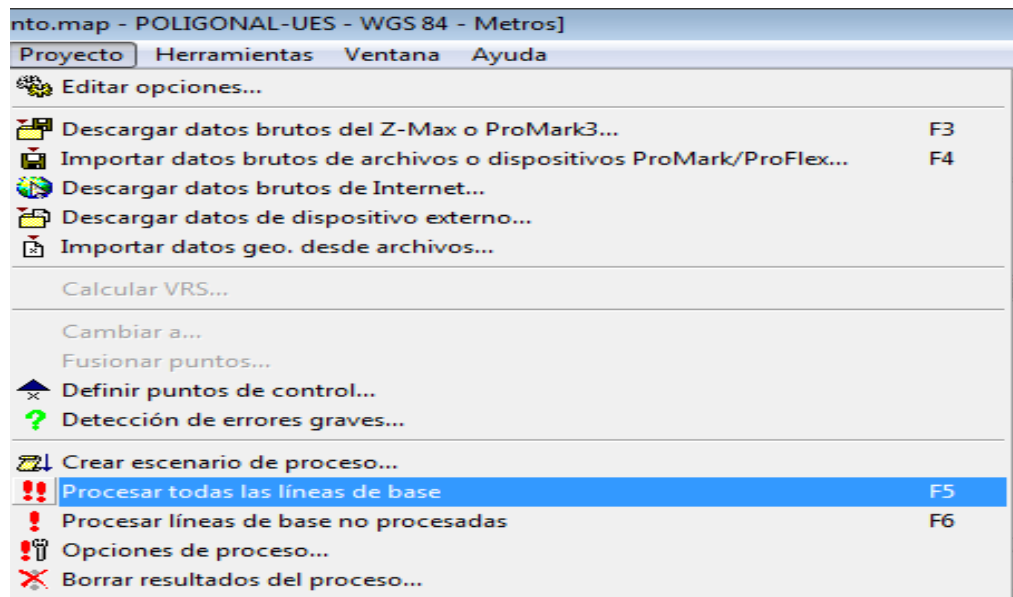 nto.map - POLIGONAL-UES - WGS 84 - Metros]
Proyecto Herramientas Ventana Ayuda
Editar opciones...
Descargar datos brutos del Z-Max o ProMark3... F3
Importar datos brutos de archivos o dispositivos ProMark/ProFlex... F4
Descargar datos brutos de Internet...
Descargar datos de dispositivo externo...
Importar datos geo. desde archivos...
Calcular VRS...
Cambiar a...
Fusionar puntos...
Definir puntos de control...
Detección de errores graves...
Crear escenario de proceso...
Procesar todas las líneas de base F5
Procesar líneas de base no procesadas F6
Opciones de proceso...
Borrar resultados del proceso...